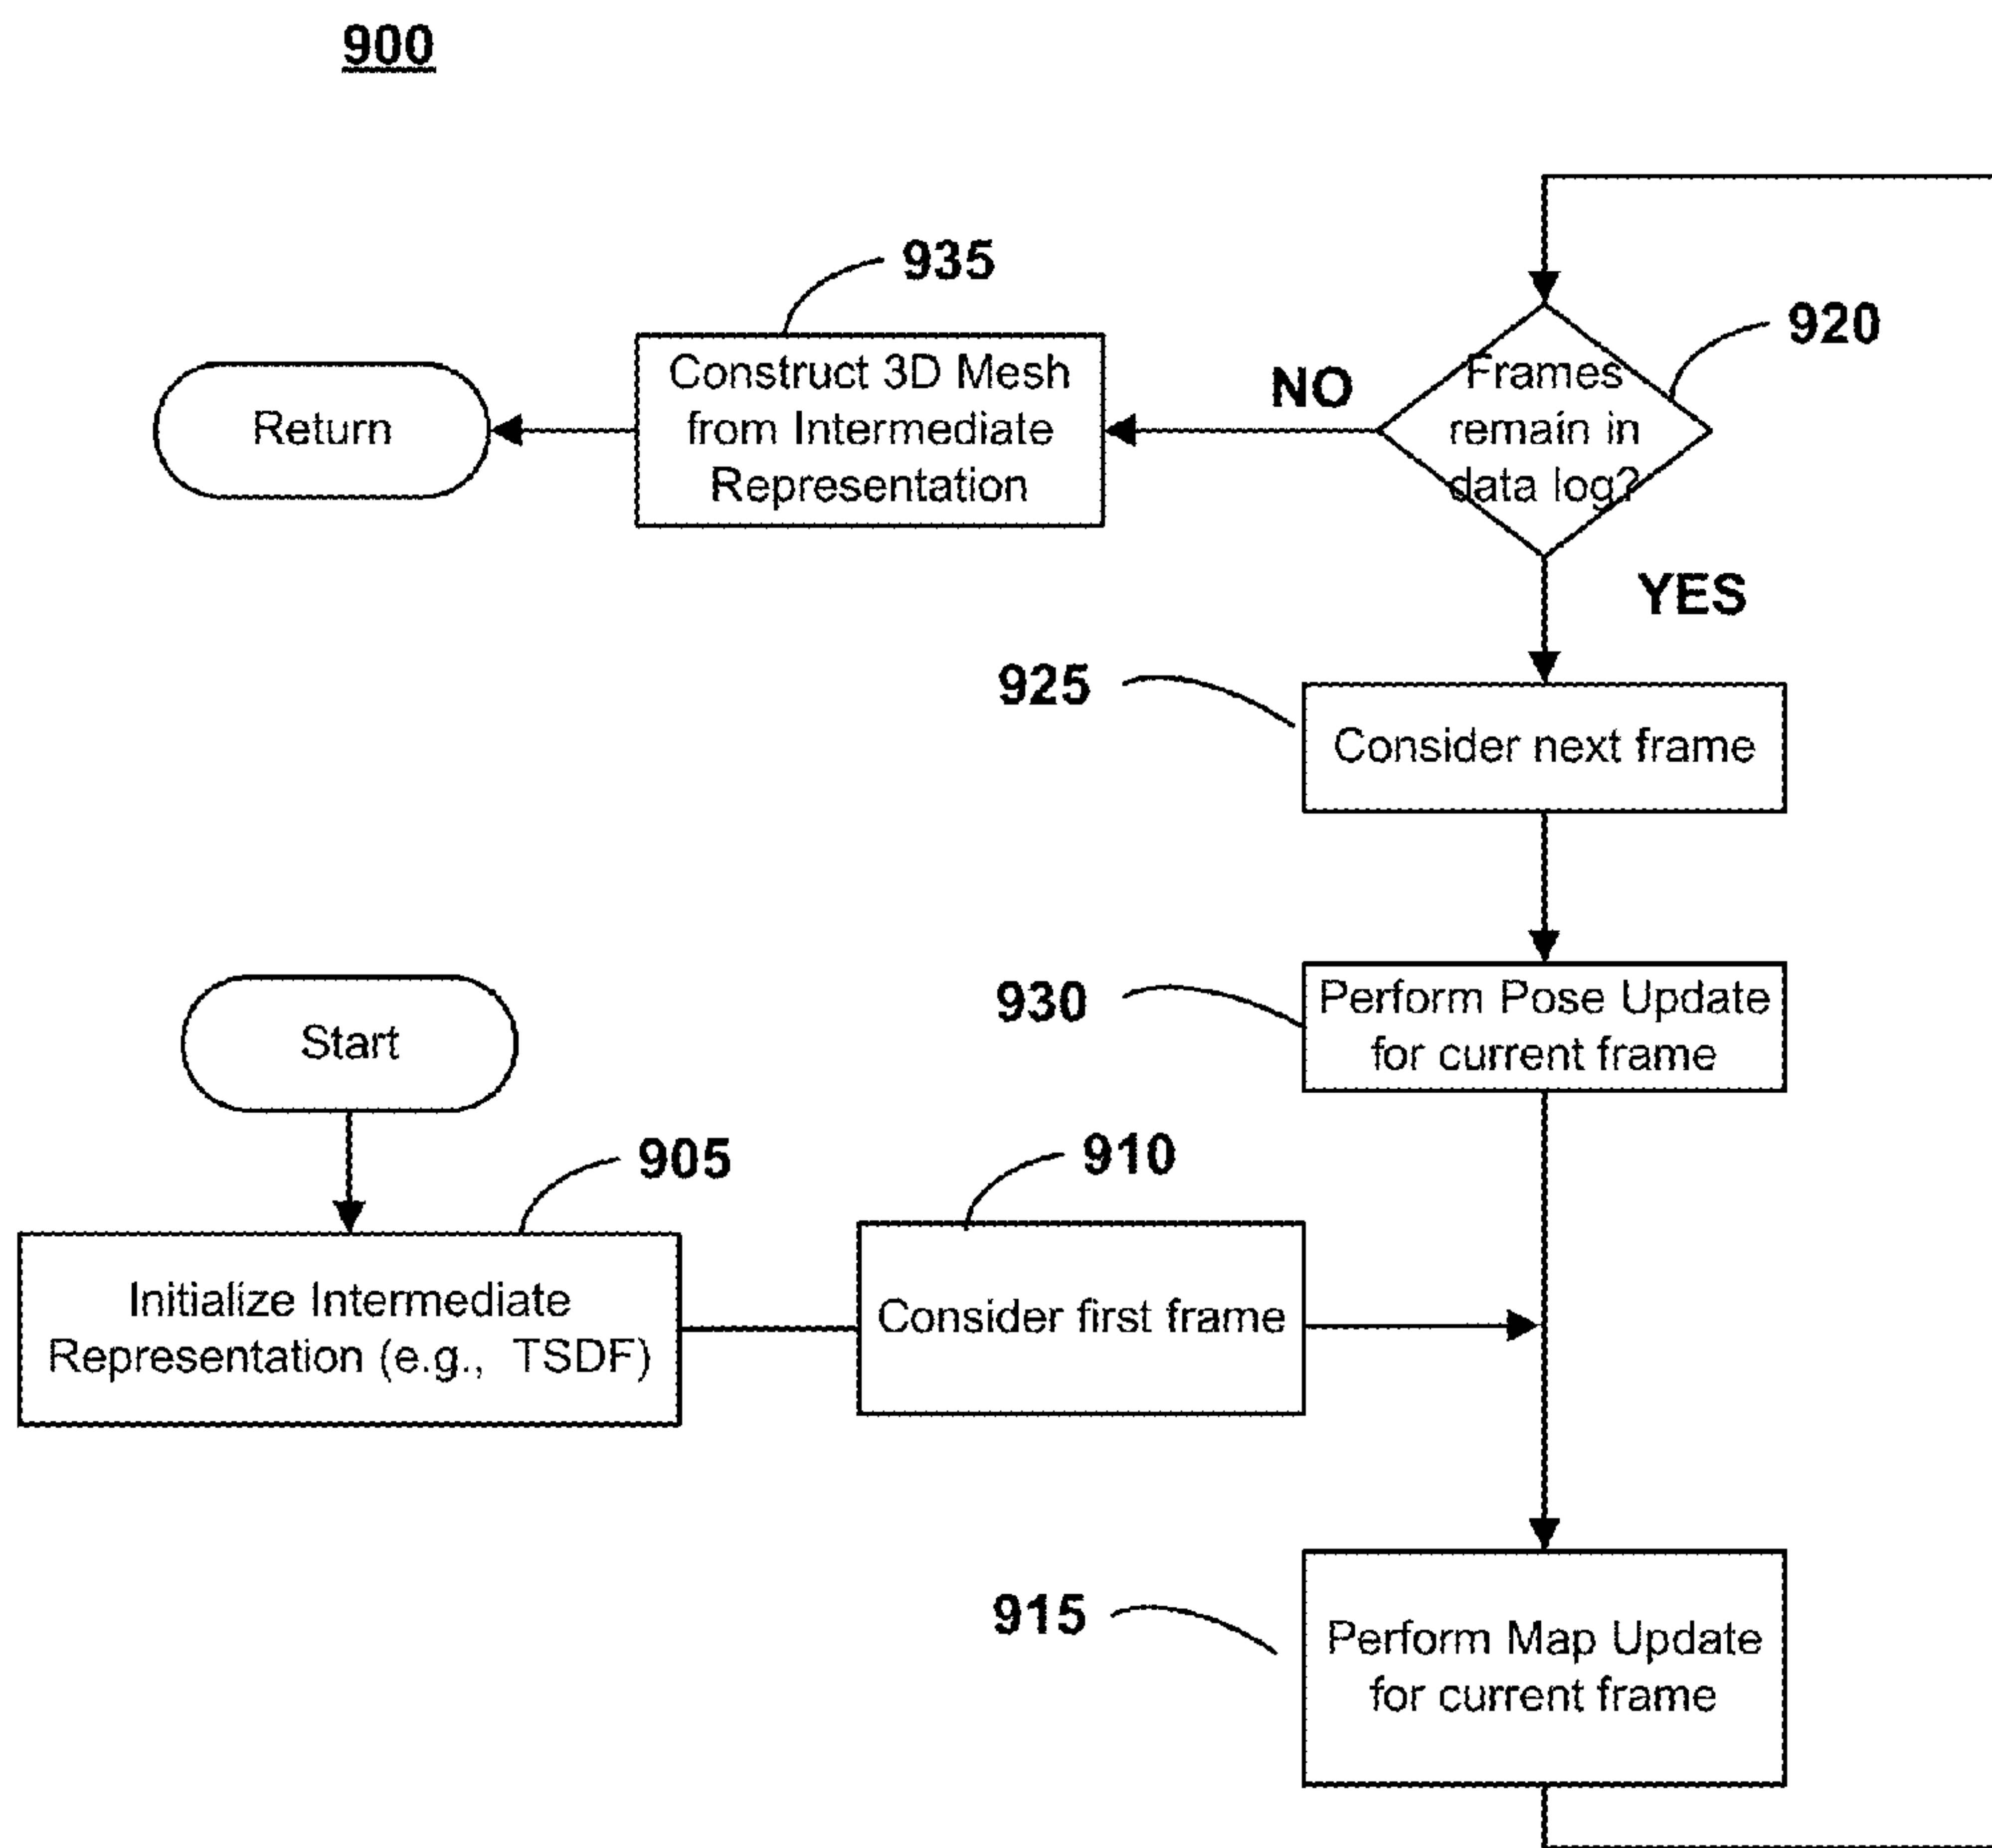 900
935
Construct 3D Mesh
from Intermediate
Representation
Return
NO
920
Frames
remain in
data log?
YES
925
Consider next frame
930
Perform Pose Update
for current frame
Start
905
910
Initialize Intermediate
Representation (e.g., TSDF)
Consider first frame
915
Perform Map Update
for current frame